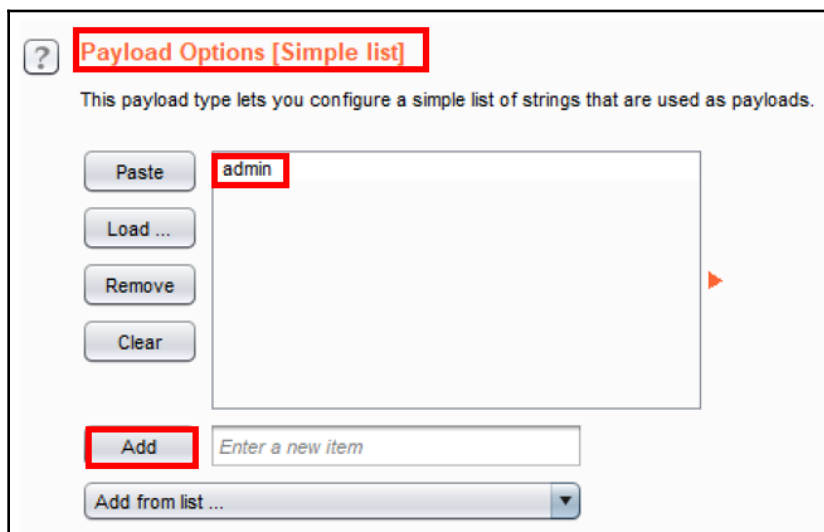 ?
Payload Options [Simple list]
This payload type lets you configure a simple list of strings that are used as payloads.
Paste
admin
Load ...
Remove
Clear
Add
Enter a new item
Add from list ...